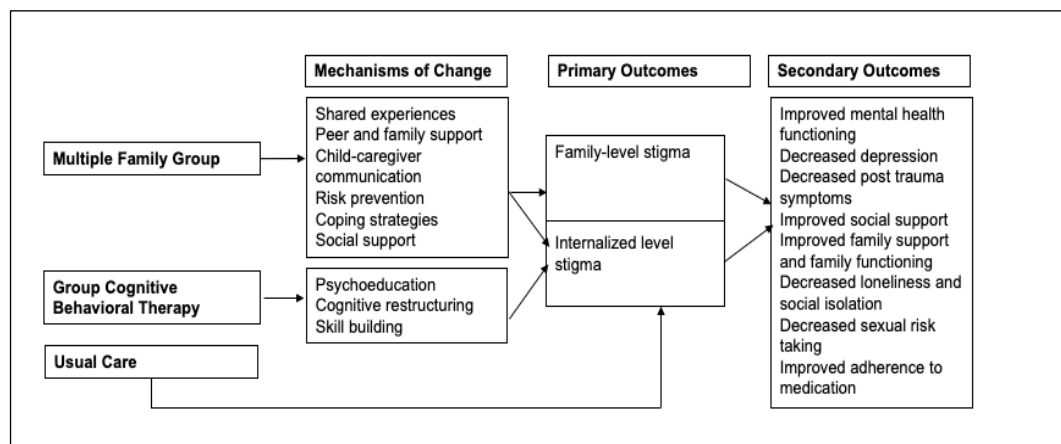 Mechanisms of Change
Primary Outcomes
Secondary Outcomes
Multiple Family Group
Shared experiences
Peer and family support
Child-caregiver
communication
Risk prevention
Coping strategies
Social support
Family-level stigma
Internalized level
stigma
Improved mental health
functioning
Decreased depression
Decreased post trauma
symptoms
Improved social support
Improved family support
and family functioning
Decreased loneliness and
social isolation
Decreased sexual risk
taking
Improved adherence to
medication
Group Cognitive
Behavioral Therapy
Psychoeducation
Cognitive restructuring
Skill building
Usual Care